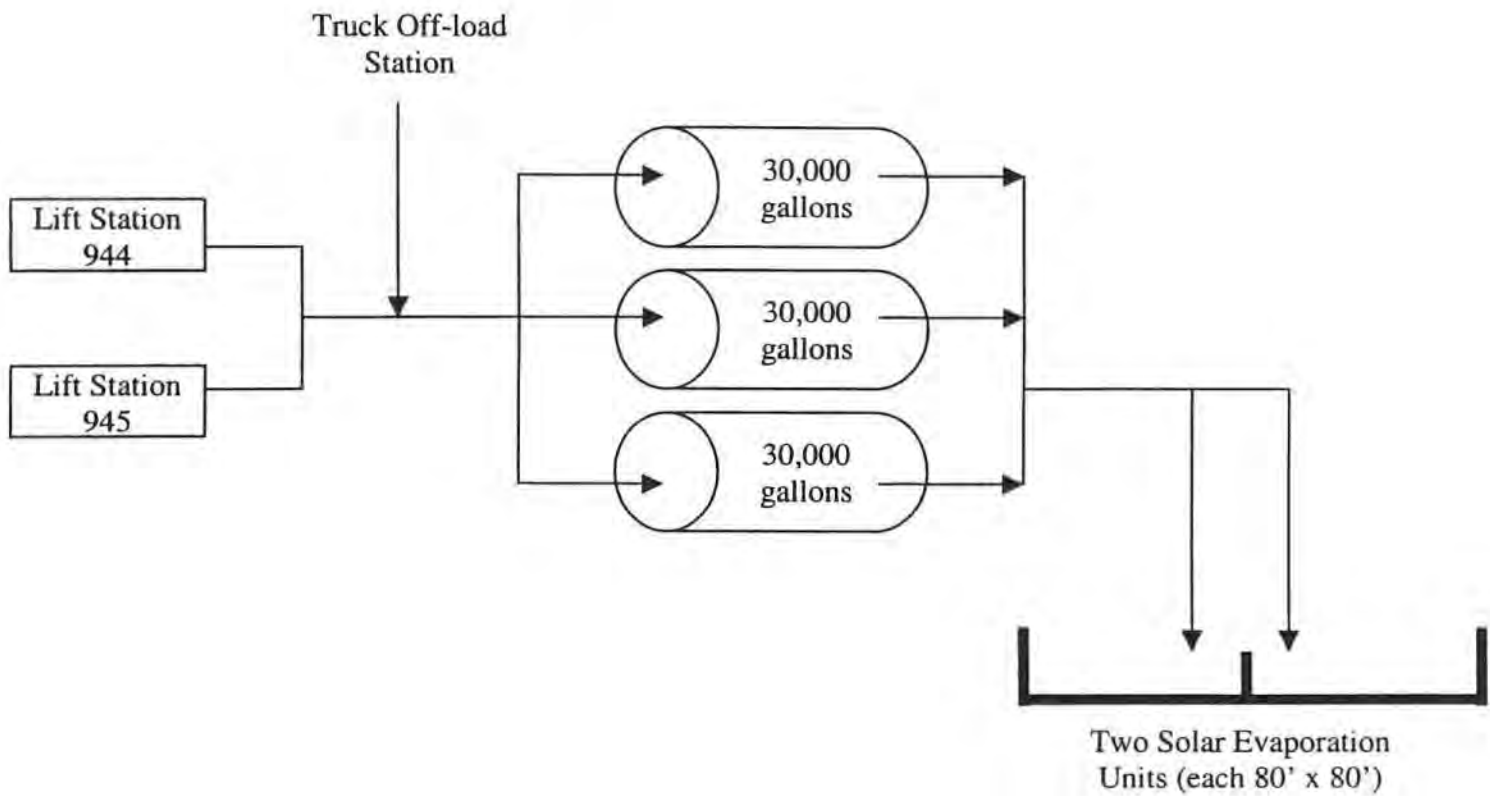 Truck Off-load
Station
Lift Station
944
Lift Station
945
30,000
gallons
30,000
gallons
30,000
gallons
Two Solar Evaporation
Units (each 80’ x 80’)